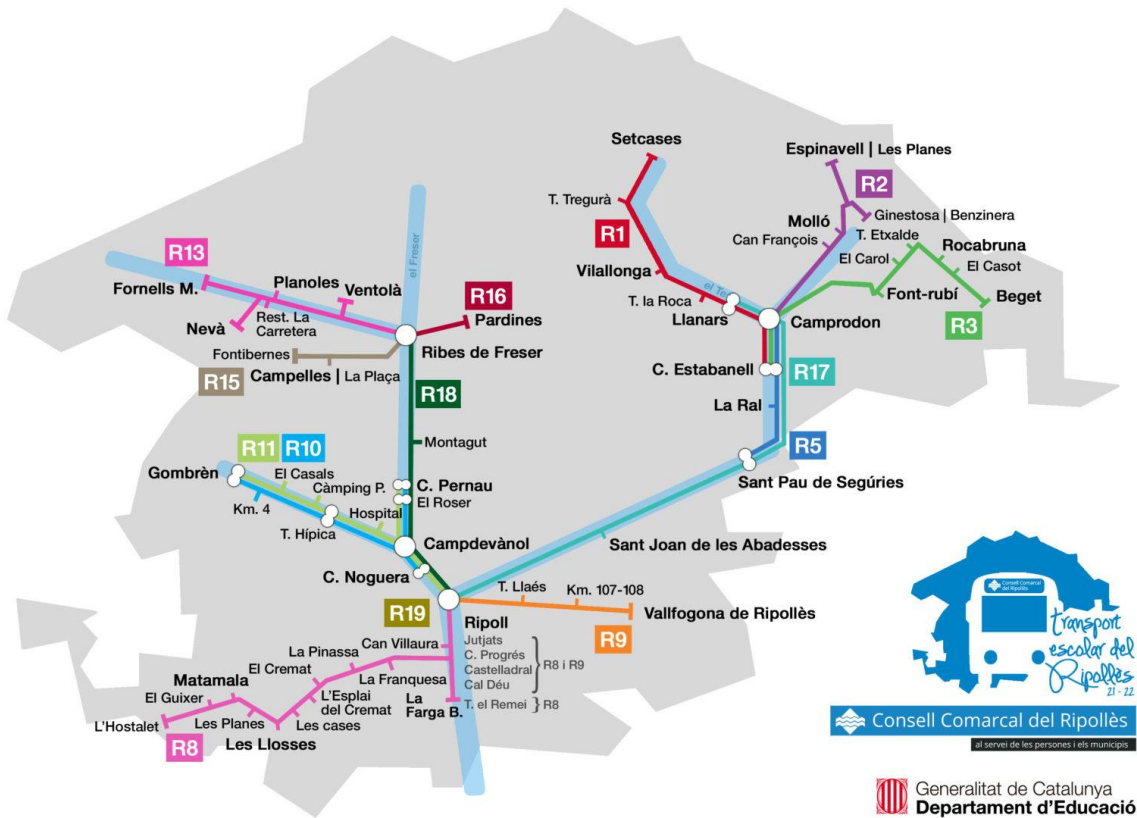 Setcases
Espinavell | Les Planes
R2
T. Tregurà
Ginestosa | Benzinera
R1
Molló
T. Etxalde
Can François
Rocabruna
El Carol
El Casot
Vilallonga
Font-rubí
Beget
T. la Roca
el Ter
Llanars
Camprodon
R3
C. Estabanell
R17
La Ral
R5
Sant Pau de Segúries
Sant Joan de les Abadesses
el Freser
R13
Fornells M.
Planoles
Ventolà
R16
Pardines
Nevà
Rest. La
Carretera
Ribes de Freser
Fontibernes
R15
Campelles | La Plaça
R18
Montagut
R11
R10
Gombrèn
El Casals
Càmping P.
C. Pernau
El Roser
Km. 4
Hospital
T. Hípica
Campdevànol
C. Noguera
R19
T. Llaés
Km. 107-108
Vallfogona de Ripollès
R9
Ripoll
Jutjats
C. Progrés
Castelladral
Cal Déu
R8 i R9
T. el Remei
R8
Can Villaura
La Pinassa
El Cremat
La Franquesa
La
Farga B.
Matamala
El Guixer
L'Esplai
del Cremat
L'Hostalet
Les Planes
Les cases
R8
Les Llosses
Consell Comarcal
del Ripollès
transport
escolar del
Ripollès
21-22
Consell Comarcal del Ripollès
al servei de les persones i els municipis
Generalitat de Catalunya
Departament d'Educació